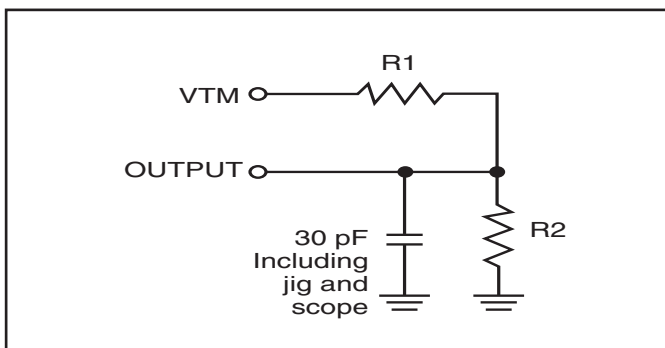 R1
VTM
OUTPUT
R2
30 pF
Including
jig and
scope